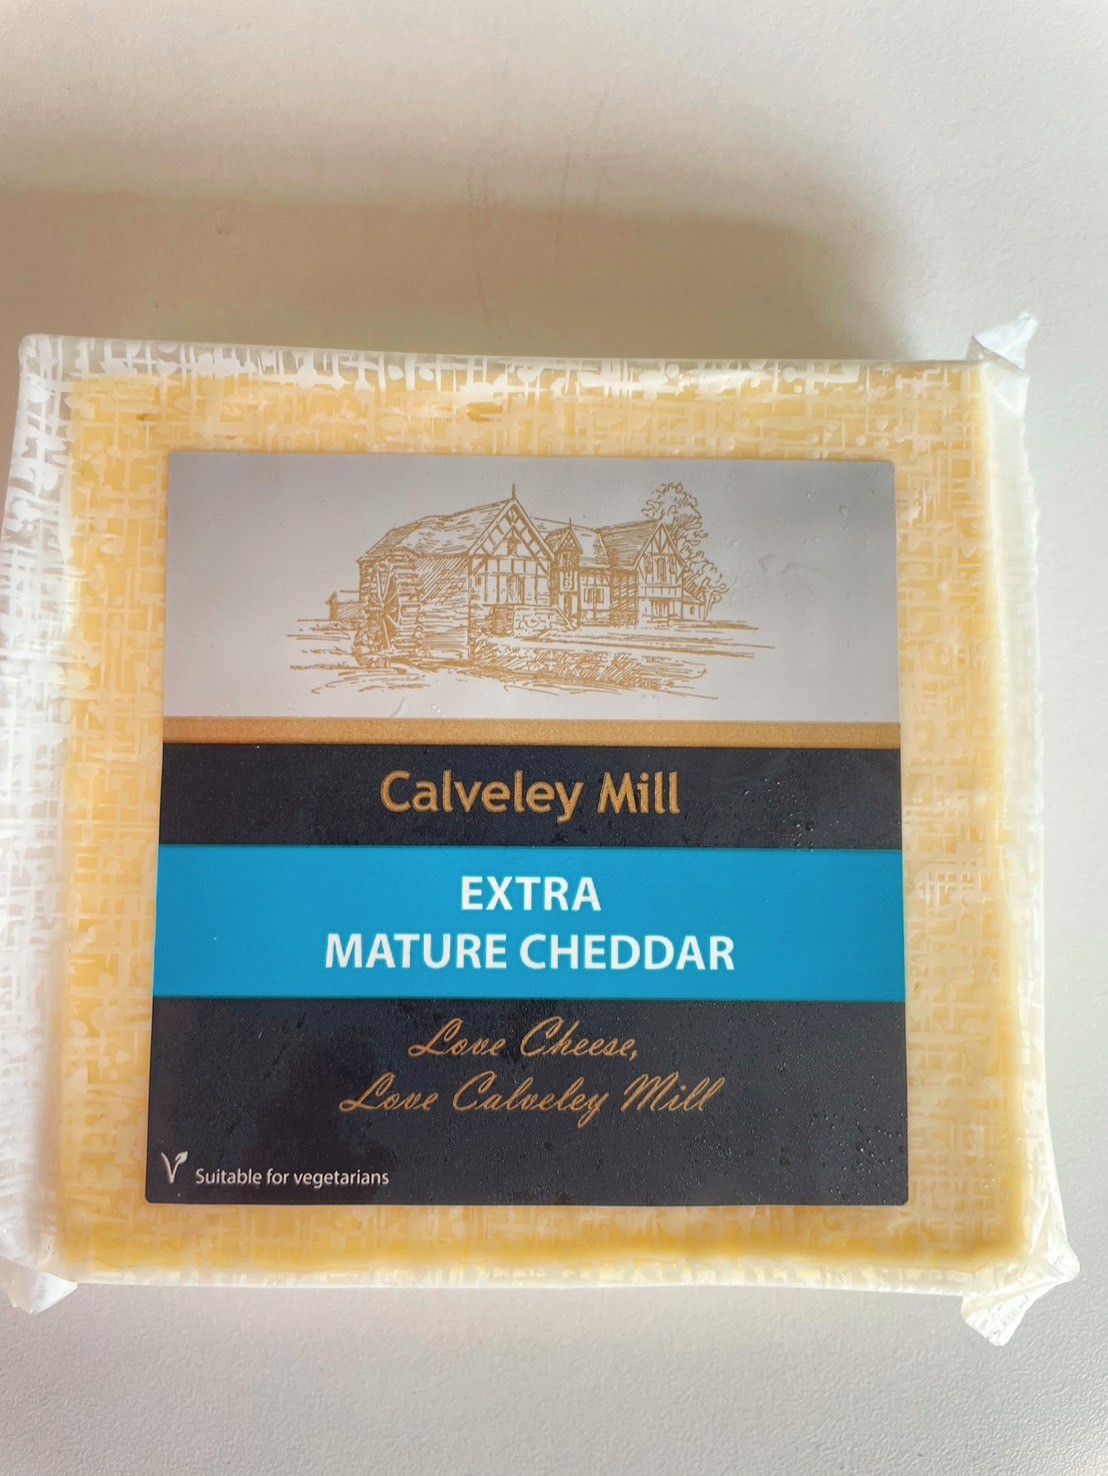 Calveley Mill
EXTRA
MATURE CHEDDAR
Love Cheese,
Love Calveley Mill
V Suitable for vegetarians